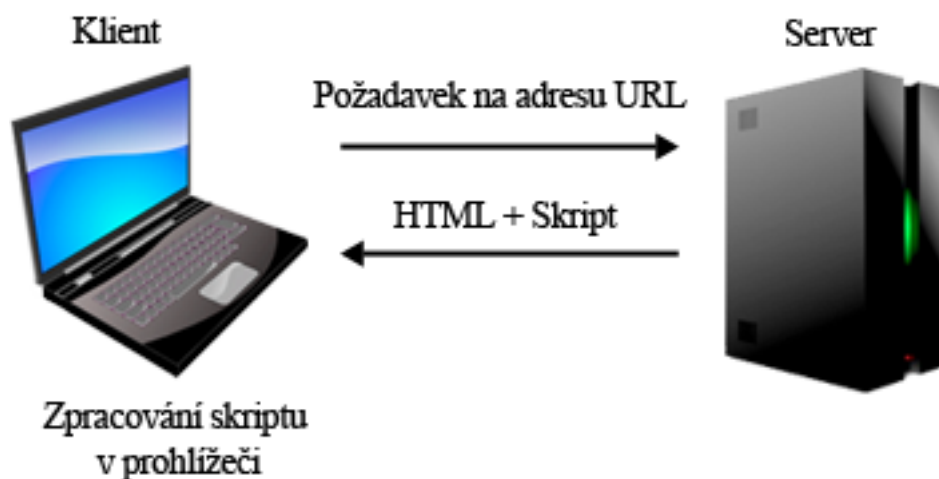 Klient
Server
Požadavek na adresu URL
HTML + Skript
Zpracování skriptu
v prohlížeči